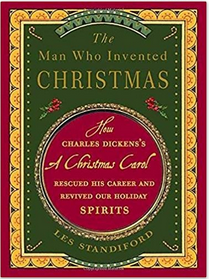 The
Man Who Invented
CHRISTMAS
How
CHARLES DICKENS'S
A Christmas Carol
RESCUED HIS CAREER AND
REVIVED OUR HOLIDAY
SPIRITS
LES STANDIFORD